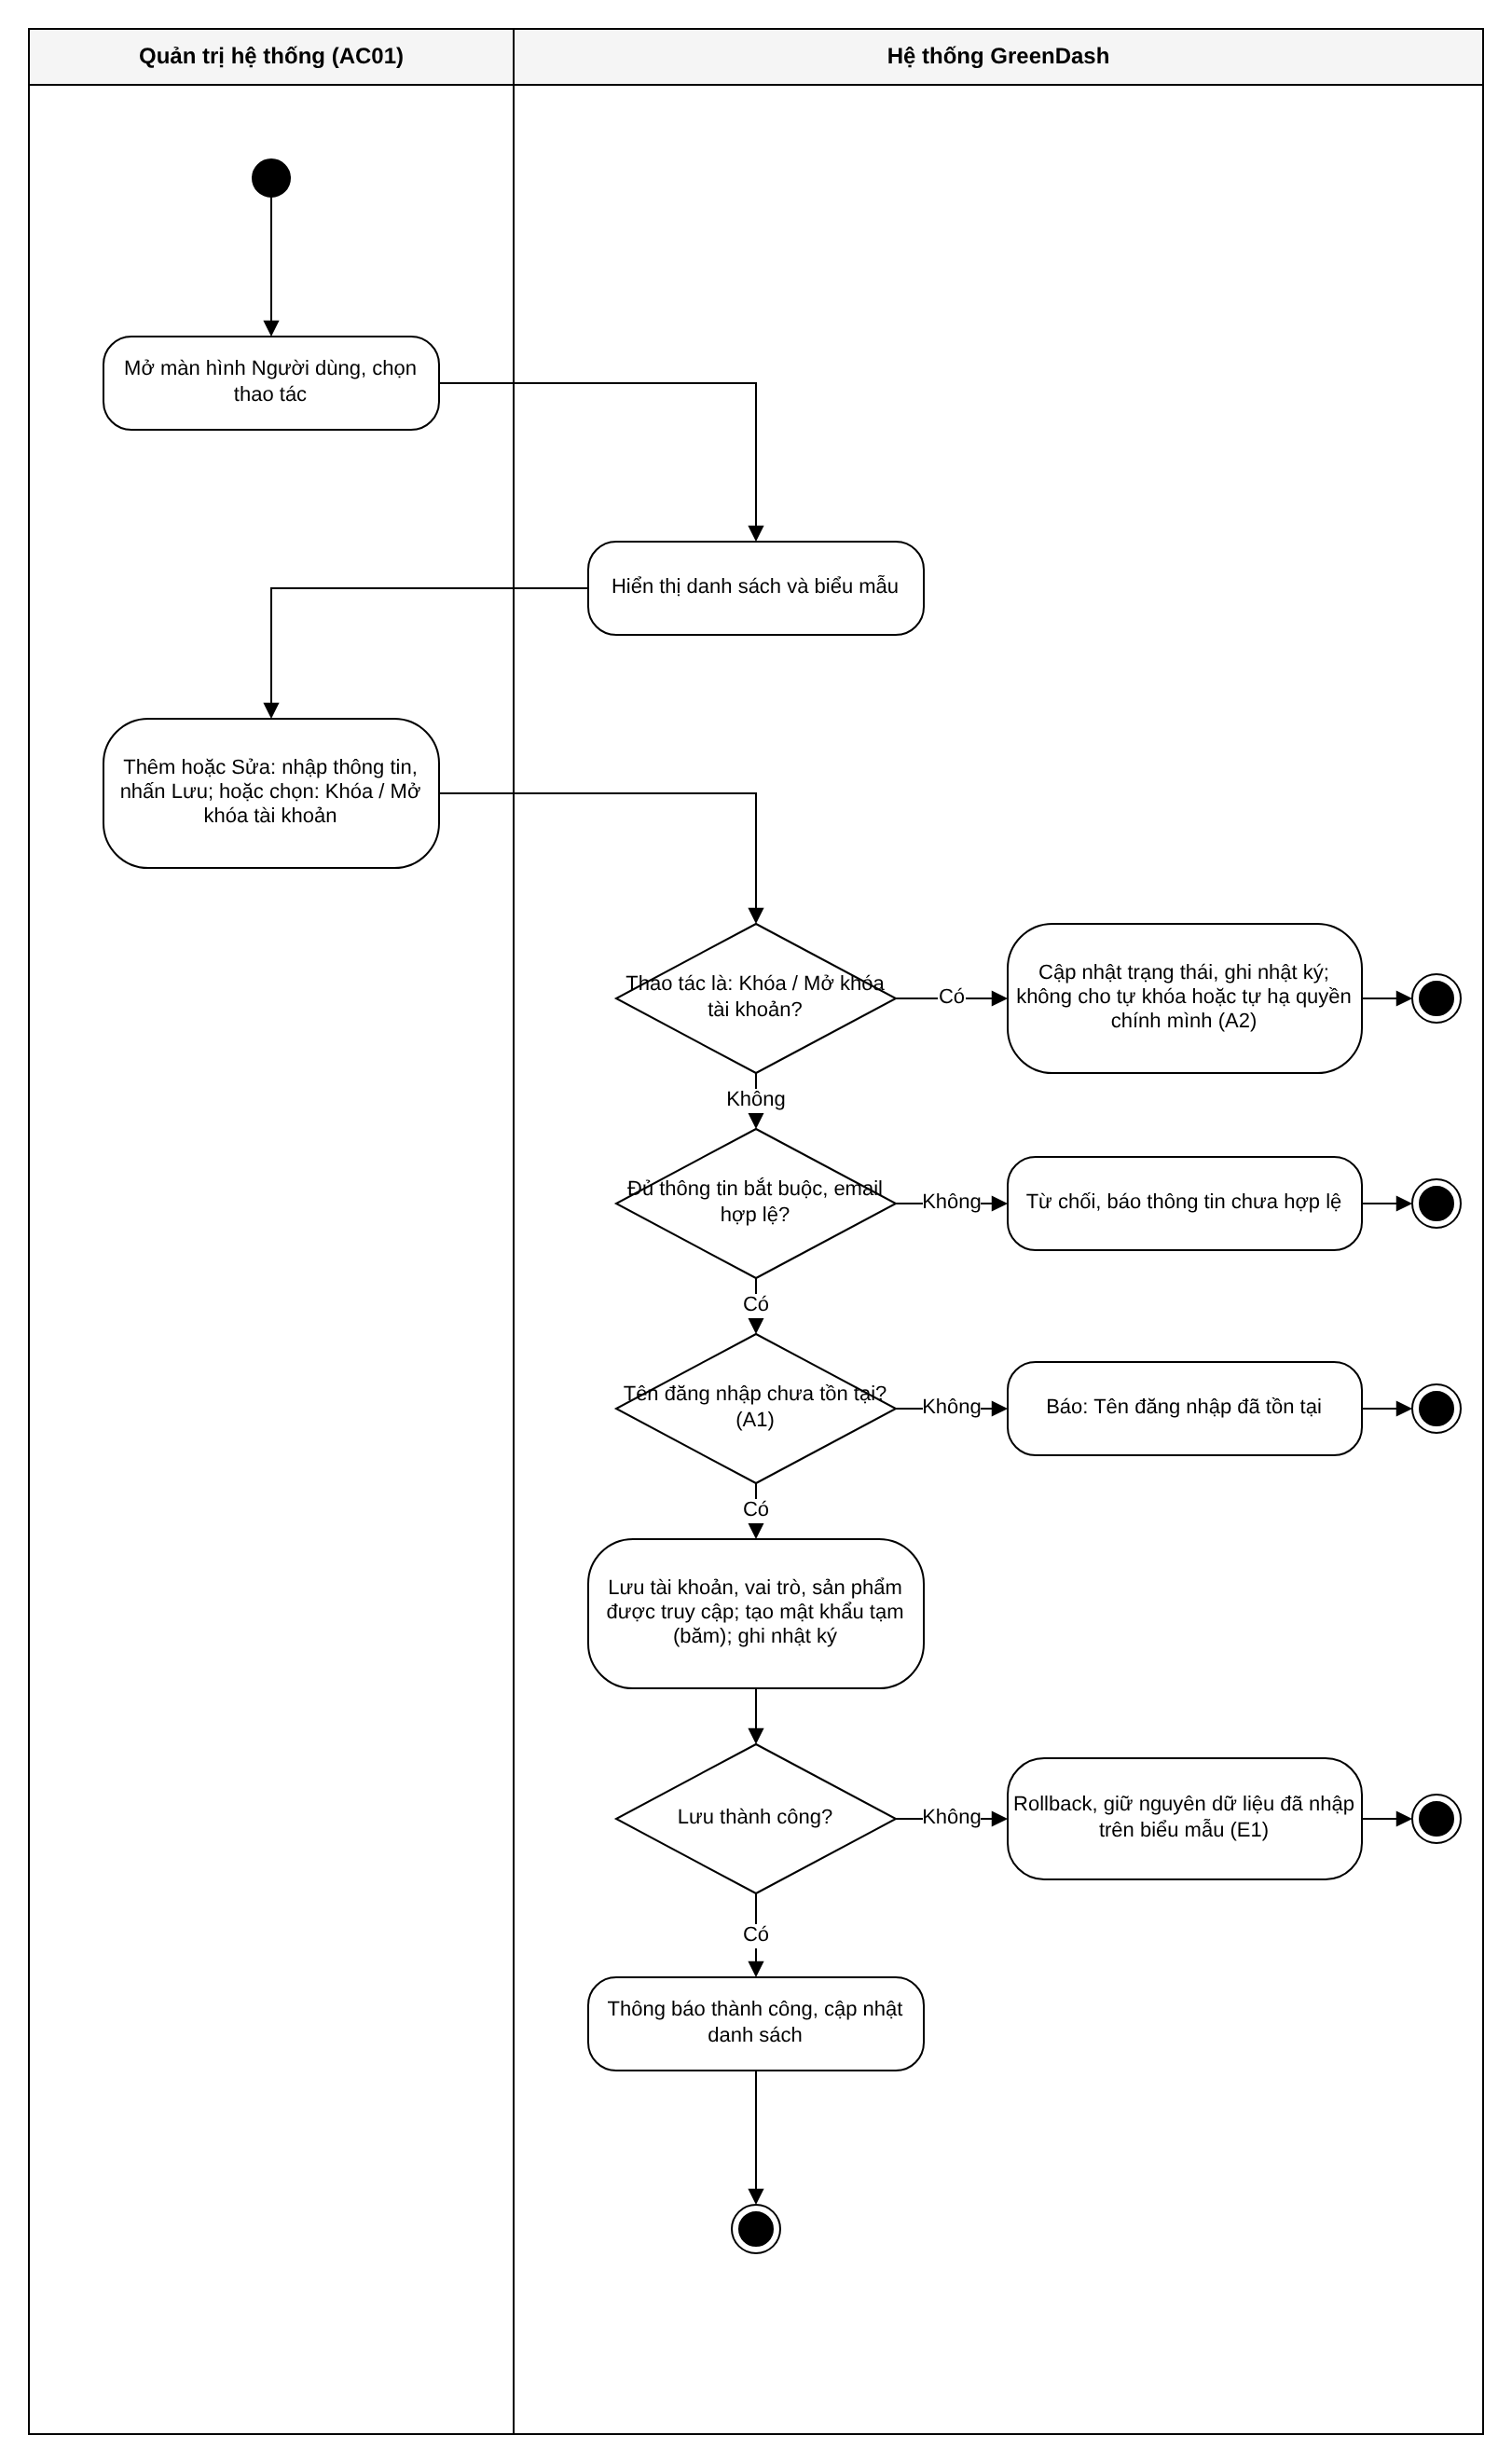 Quản trị hệ thống (AC01)
Hệ thống GreenDash
Mở màn hình Người dùng, chọn
thao tác
Hiển thị danh sách và biểu mẫu
Thêm hoặc Sửa: nhập thông tin,
nhấn Lưu; hoặc chọn: Khóa / Mở
khóa tài khoản
Thao tác là: Khóa / Mở khóa
tài khoản?
Có
Cập nhật trạng thái, ghi nhật ký;
không cho tự khóa hoặc tự hạ quyền
chính mình (A2)
Không
Đủ thông tin bắt buộc, email
hợp lệ?
Không
Từ chối, báo thông tin chưa hợp lệ
Có
Tên đăng nhập chưa tồn tại?
(A1)
Không
Báo: Tên đăng nhập đã tồn tại
Có
Lưu tài khoản, vai trò, sản phẩm
được truy cập; tạo mật khẩu tạm
(băm); ghi nhật ký
Lưu thành công?
Không
Rollback, giữ nguyên dữ liệu đã nhập
trên biểu mẫu (E1)
Có
Thông báo thành công, cập nhật
danh sách